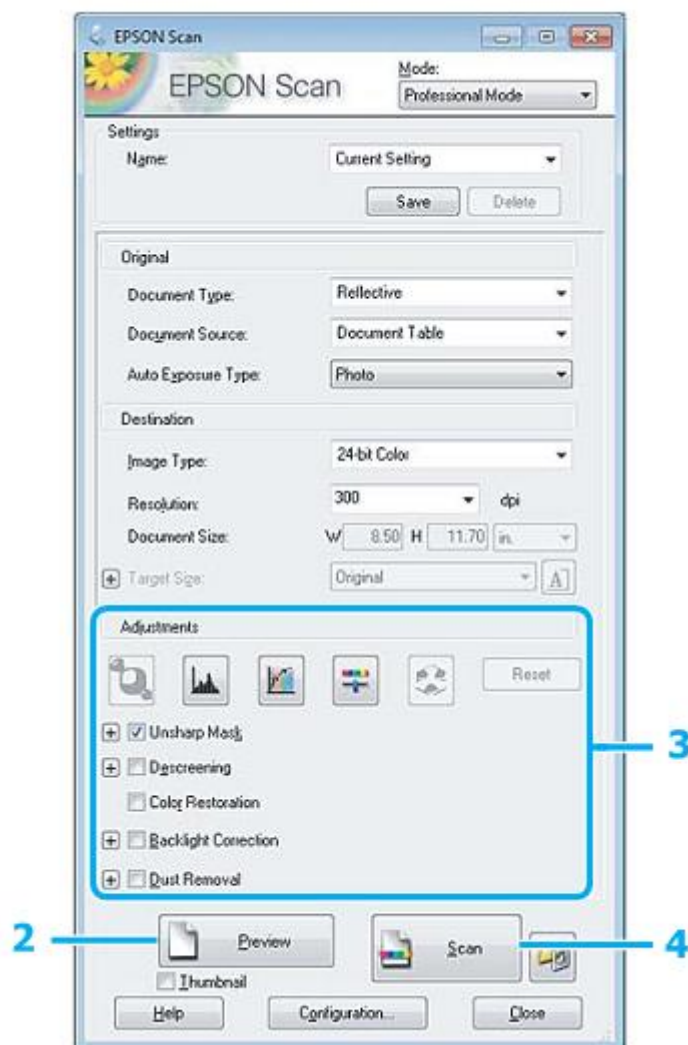 EPSON Scan
EPSON Scan
Mode:
Professional Mode
Settings
Name:
Current Setting
Save
Delete
Original
Document Type:
Reflective
Document Source:
Document Table
Auto Exposure Type:
Photo
Destination
Image Type:
24-bit Color
Resolution:
300
dpi
Document Size:
W 8.50 H 11.70 in.
Target Size:
Original
A
Adjustments
Reset
Unsharp Mask
3
Descreening
Color Restoration
Backlight Correction
Dust Removal
2
Preview
Scan
4
Thumbnail
Help
Configuration...
Close